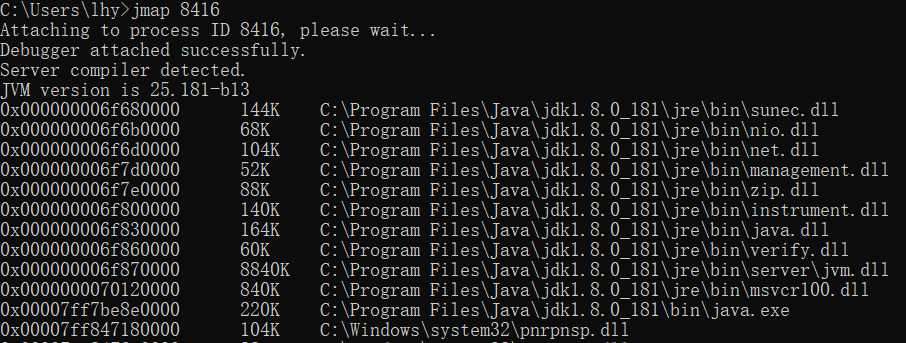 C:\Users\lhy>jmap 8416
Attaching to process ID 8416, please wait...
Debugger attached successfully.
Server compiler detected.
JVM version is 25.181-b13
0x000000006f680000 144K C:\Program Files\Java\jdk1.8.0_181\jre\bin\sunec.dll
0x000000006f6b0000 68K C:\Program Files\Java\jdk1.8.0_181\jre\bin\nio.dll
0x000000006f6d0000 104K C:\Program Files\Java\jdk1.8.0_181\jre\bin\net.dll
0x000000006f7d0000 52K C:\Program Files\Java\jdk1.8.0_181\jre\bin\management.dll
0x000000006f7e0000 88K C:\Program Files\Java\jdk1.8.0_181\jre\bin\zip.dll
0x000000006f800000 140K C:\Program Files\Java\jdk1.8.0_181\jre\bin\instrument.dll
0x000000006f830000 164K C:\Program Files\Java\jdk1.8.0_181\jre\bin\java.dll
0x000000006f860000 60K C:\Program Files\Java\jdk1.8.0_181\jre\bin\verify.dll
0x000000006f870000 8840K C:\Program Files\Java\jdk1.8.0_181\jre\bin\server\jvm.dll
0x0000000070120000 840K C:\Program Files\Java\jdk1.8.0_181\jre\bin\msvcr100.dll
0x00007ff7be8e0000 220K C:\Program Files\Java\jdk1.8.0_181\bin\java.exe
0x00007ff847180000 104K C:\Windows\system32\pnrpnsp.dll